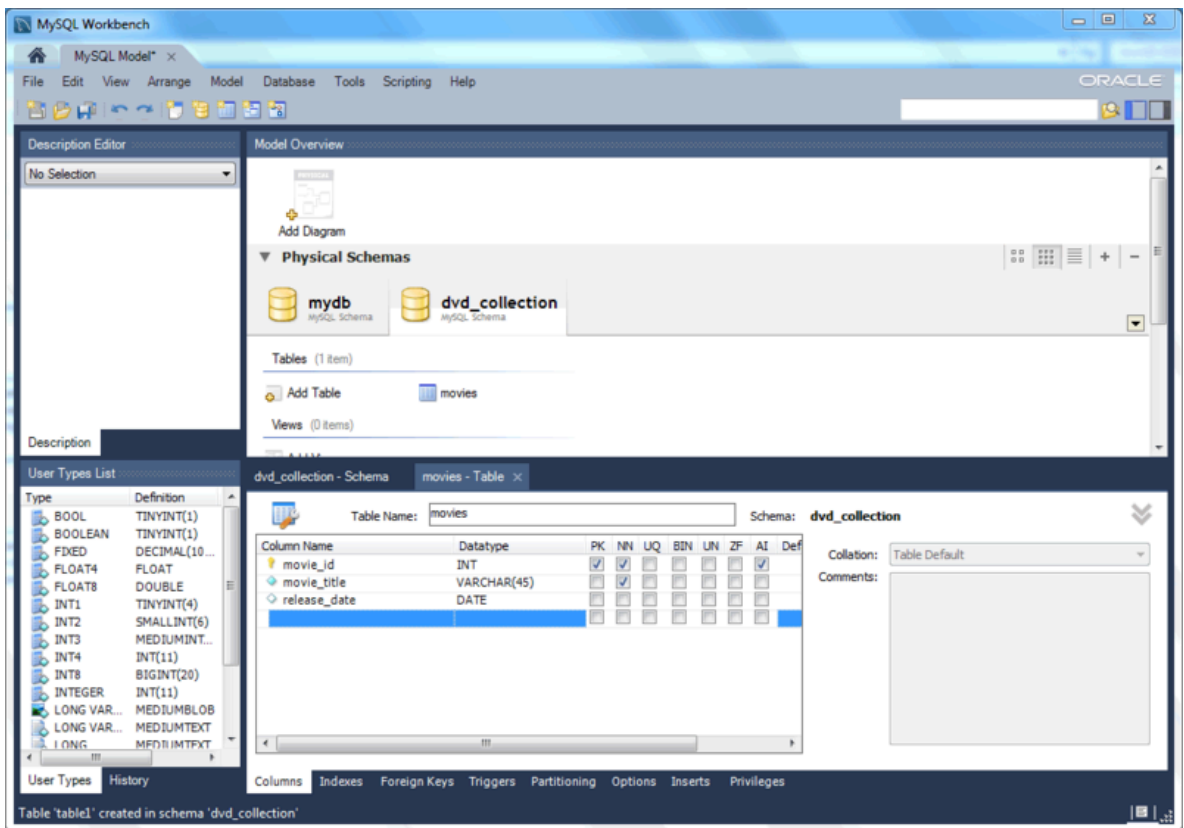 MySQL Workbench
MySQL Model* ×
File Edit View Arrange Model Database Tools Scripting Help
ORACLE
Description Editor
No Selection
Description
Model Overview
PHYSICAL
Add Diagram
Physical Schemas
mydb
MySQL Schema
dvd_collection
MySQL Schema
Tables (1 item)
Add Table
movies
Views (0 items)
User Types List
Type Definition
BOOL TINYINT(1)
BOOLEAN TINYINT(1)
FIXED DECIMAL(10...
FLOAT4 FLOAT
FLOAT8 DOUBLE
INT1 TINYINT(4)
INT2 SMALLINT(6)
INT3 MEDIUMINT...
INT4 INT(11)
INT8 BIGINT(20)
INTEGER INT(11)
LONG VAR... MEDIUMBLOB
LONG VAR... MEDIUMTEXT
LONG MEDIUMTEXT
User Types History
dvd_collection - Schema movies - Table ×
Table Name: movies Schema: dvd_collection
Column Name Datatype PK NN UQ BIN UN ZF AI Def
movie_id INT
movie_title VARCHAR(45)
release_date DATE
Collation: Table Default
Comments:
Columns Indexes Foreign Keys Triggers Partitioning Options Inserts Privileges
Table 'table1' created in schema 'dvd_collection'